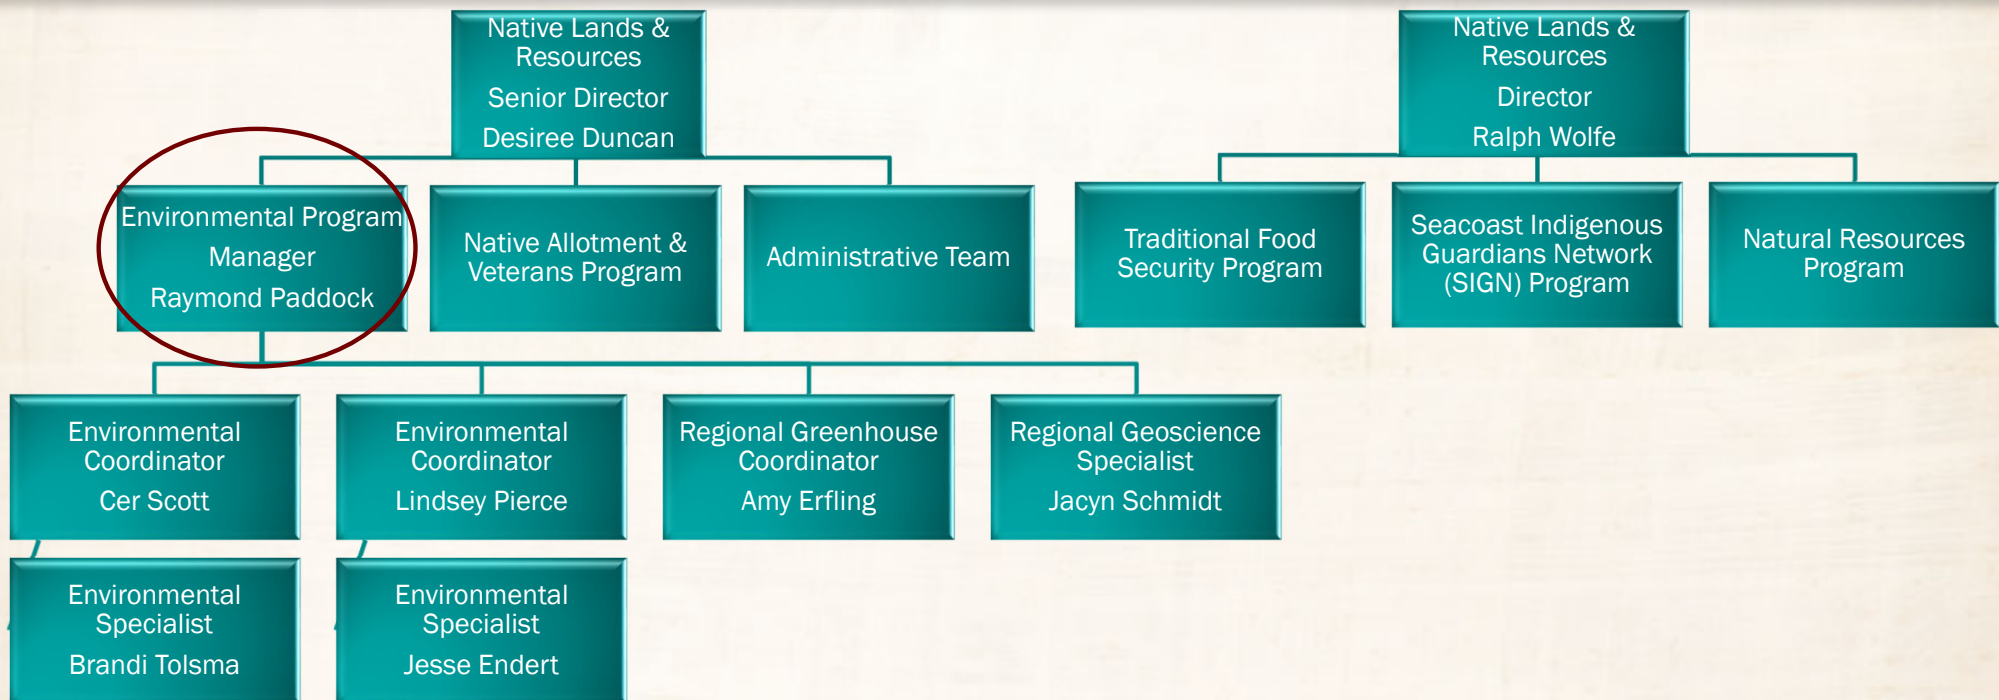 Native Lands &
Resources
Senior Director
Desiree Duncan
Native Lands &
Resources
Director
Ralph Wolfe
Environmental Program
Manager
Raymond Paddock
Native Allotment &
Veterans Program
Administrative Team
Traditional Food
Security Program
Seacoast Indigenous
Guardians Network
(SIGN) Program
Natural Resources
Program
Environmental
Coordinator
Cer Scott
Environmental
Coordinator
Lindsey Pierce
Regional Greenhouse
Coordinator
Amy Erfling
Regional Geoscience
Specialist
Jacyn Schmidt
Environmental
Specialist
Brandi Tolsma
Environmental
Specialist
Jesse Endert